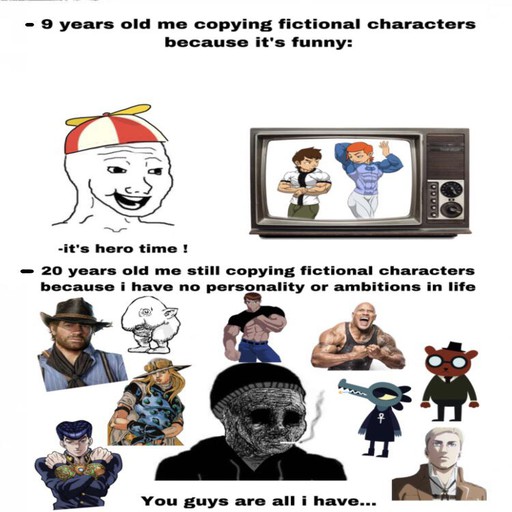 - 9 years old me copying fictional characters
because it's funny:
-it's hero time !
- 20 years old me still copying fictional characters
because i have no personality or ambitions in life
You guys are all i have...